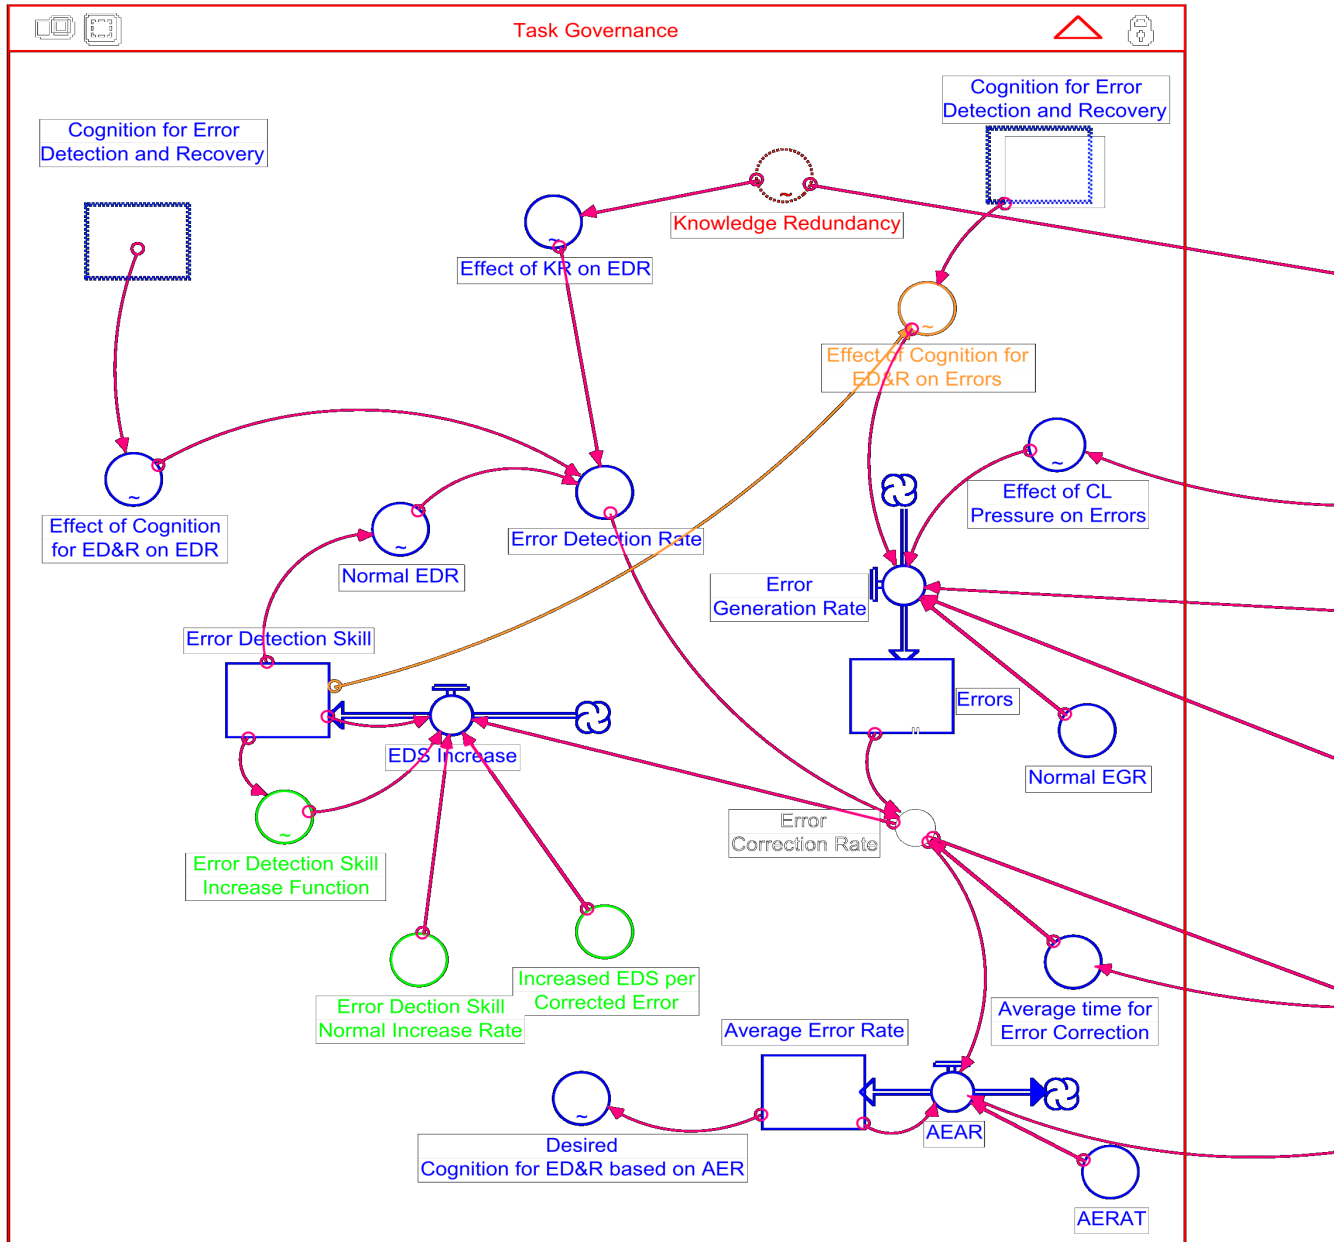 Task Governance
Cognition for Error
Detection and Recovery
Cognition for Error
Detection and Recovery
Knowledge Redundancy
Effect of KR on EDR
Effect of Cognition for
ED&R on Errors
Effect of CL
Pressure on Errors
Effect of Cognition
for ED&R on EDR
Error Detection Rate
Normal EDR
Error
Generation Rate
Error Detection Skill
Errors
EDS Increase
Normal EGR
Error
Correction Rate
Error Detection Skill
Increase Function
Increased EDS per
Corrected Error
Error Dection Skill
Normal Increase Rate
Average time for
Error Correction
Average Error Rate
AEAR
Desired
Cognition for ED&R based on AER
AERAT